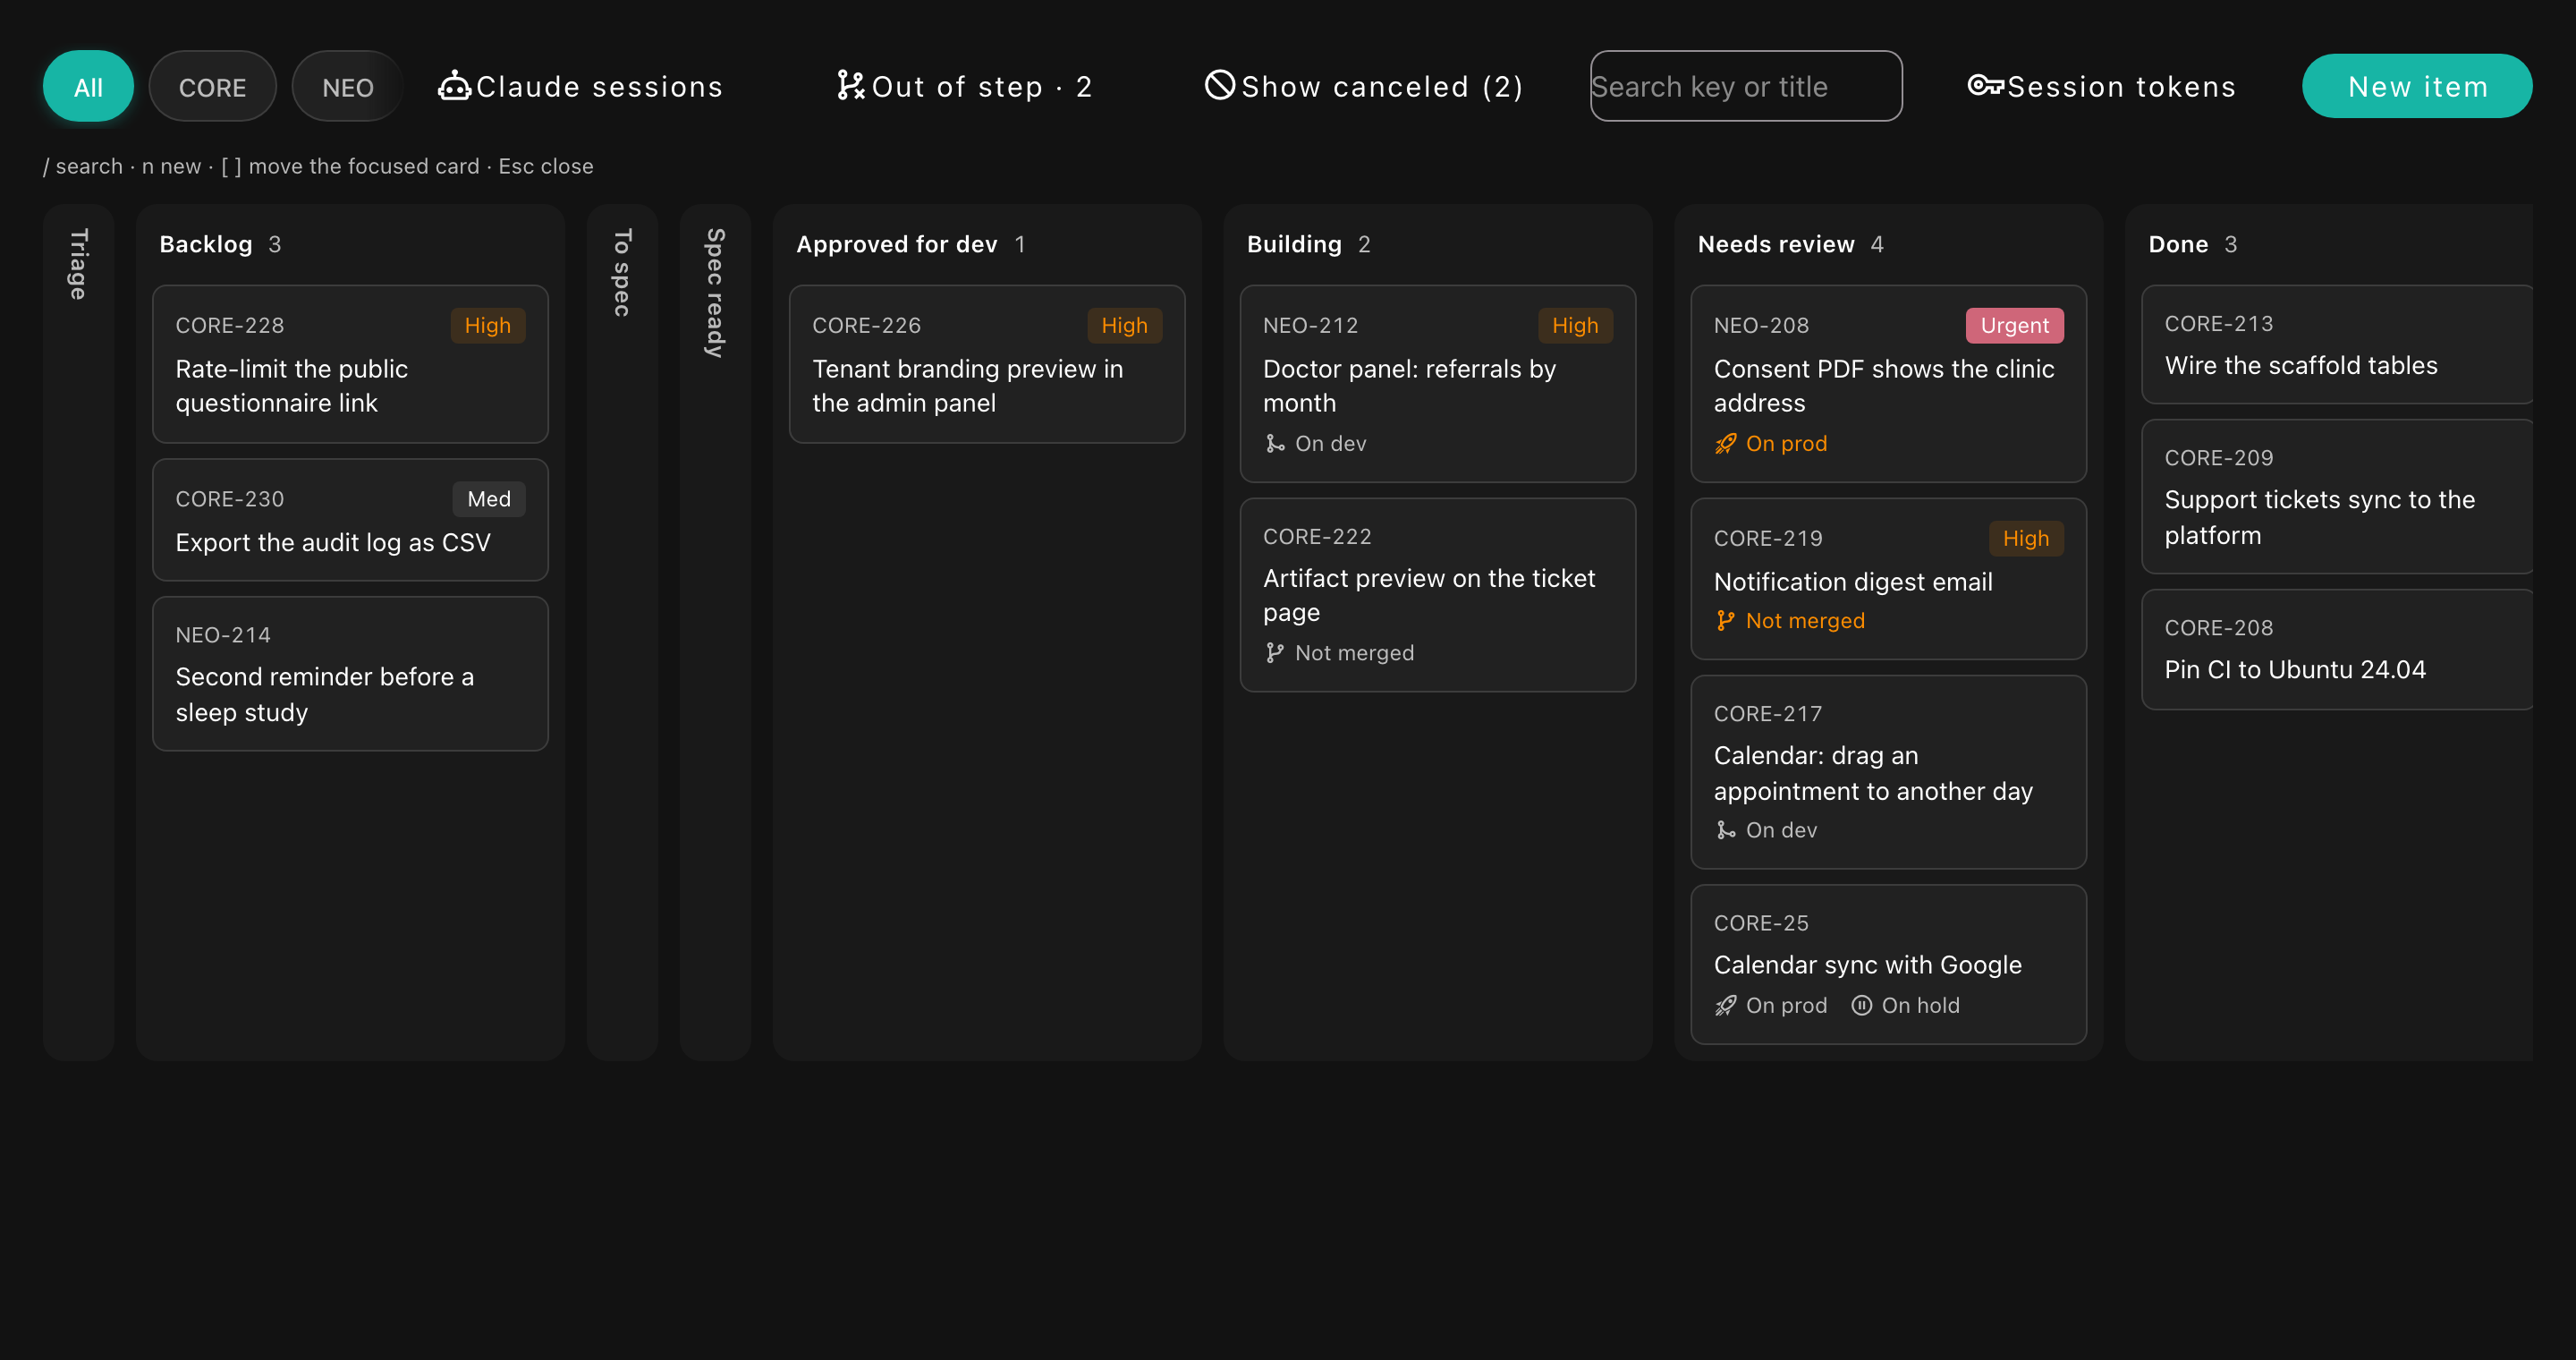 All CORE NEO Claude sessions Out of step · 2 Show canceled (2) Search key or title Session tokens New item
/ search · n new · [ ] move the focused card · Esc close
Triage
Backlog 3
CORE-228 High
Rate-limit the public
questionnaire link
CORE-230 Med
Export the audit log as CSV
NEO-214
Second reminder before a
sleep study
To spec
Spec ready
Approved for dev 1
CORE-226 High
Tenant branding preview in
the admin panel
Building 2
NEO-212 High
Doctor panel: referrals by
month
On dev
CORE-222
Artifact preview on the ticket
page
Not merged
Needs review 4
NEO-208 Urgent
Consent PDF shows the clinic
address
On prod
CORE-219 High
Notification digest email
Not merged
CORE-217
Calendar: drag an
appointment to another day
On dev
CORE-25
Calendar sync with Google
On prod On hold
Done 3
CORE-213
Wire the scaffold tables
CORE-209
Support tickets sync to the
platform
CORE-208
Pin CI to Ubuntu 24.04